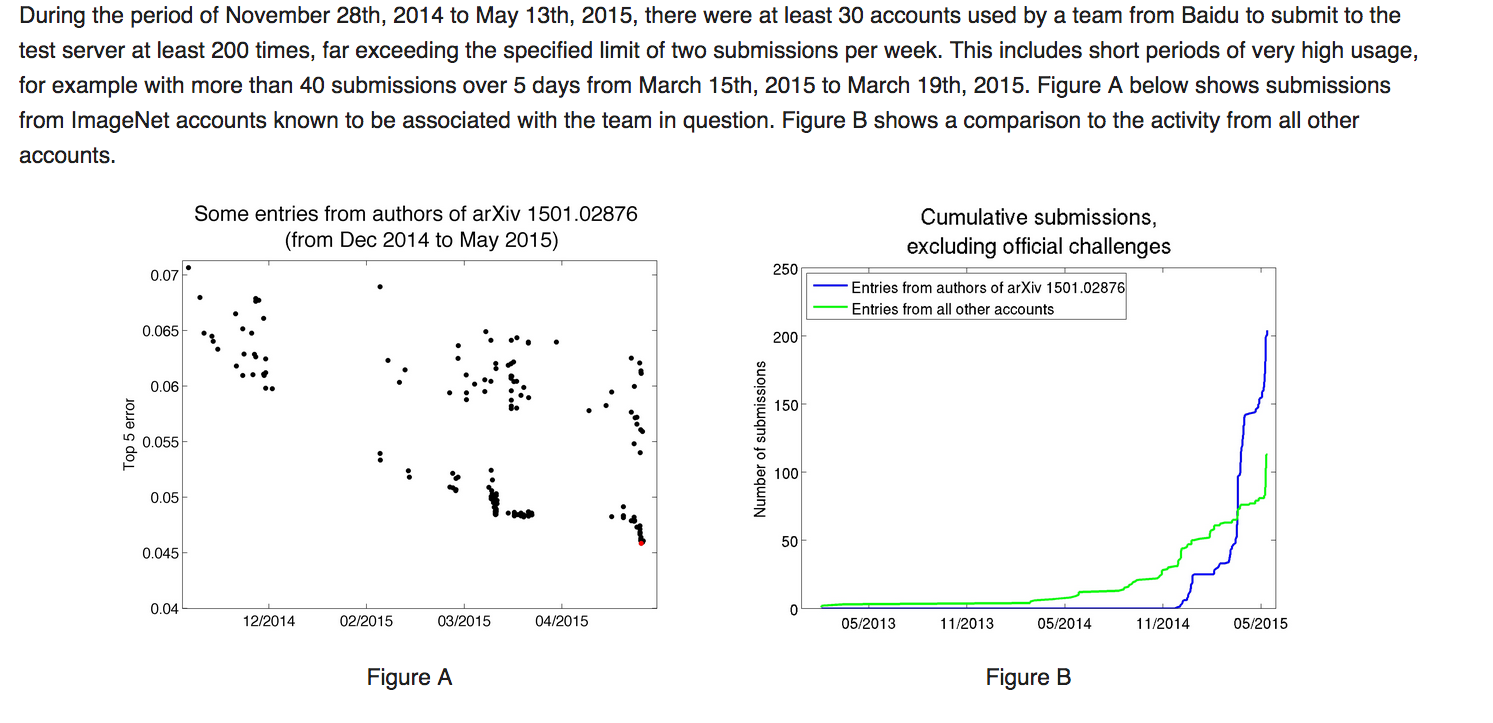 During the period of November 28th, 2014 to May 13th, 2015, there were at least 30 accounts used by a team from Baidu to submit to the
test server at least 200 times, far exceeding the specified limit of two submissions per week. This includes short periods of very high usage,
for example with more than 40 submissions over 5 days from March 15th, 2015 to March 19th, 2015. Figure A below shows submissions
from ImageNet accounts known to be associated with the team in question. Figure B shows a comparison to the activity from all other
accounts.
Some entries from authors of arXiv 1501.02876
(from Dec 2014 to May 2015)
Top 5 error
0.07
0.065
0.06
0.055
0.05
0.045
0.04
12/2014 02/2015 03/2015 04/2015
Figure A
Cumulative submissions,
excluding official challenges
Entries from authors of arXiv 1501.02876
Entries from all other accounts
Number of submissions
250
200
150
100
50
0
05/2013 11/2013 05/2014 11/2014 05/2015
Figure B